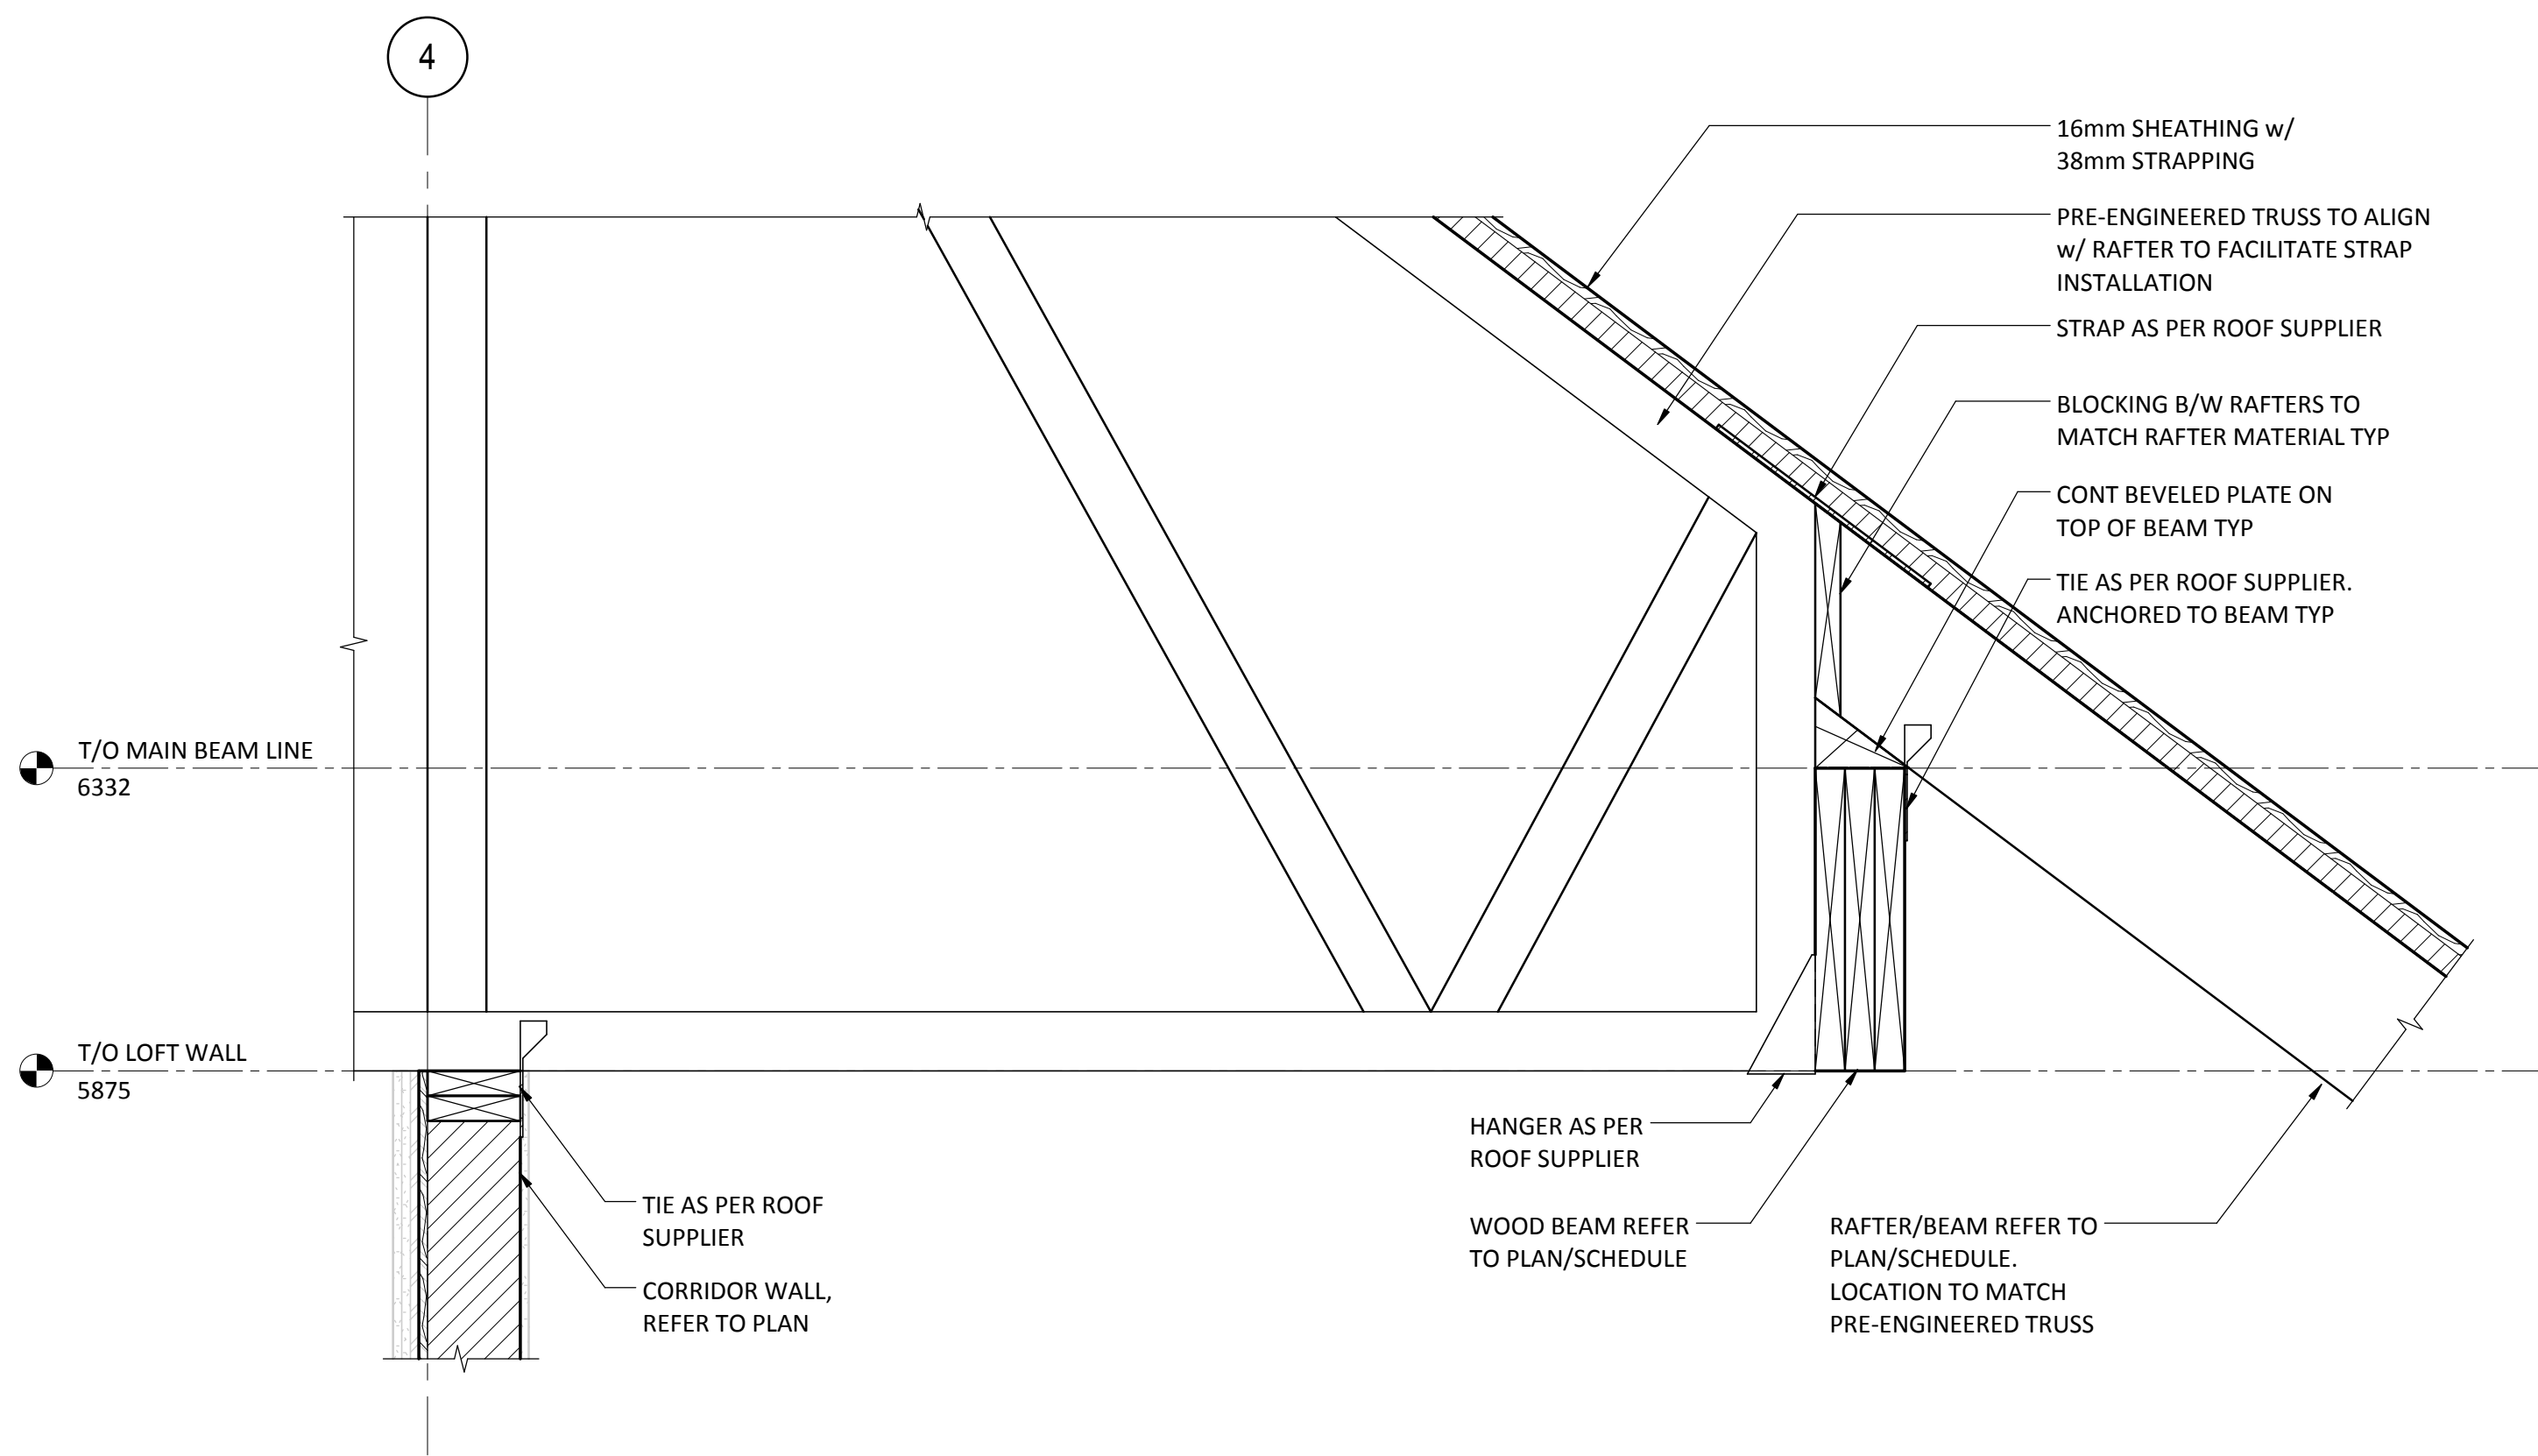 4
16mm SHEATHING w/
38mm STRAPPING
PRE-ENGINEERED TRUSS TO ALIGN
w/ RAFTER TO FACILITATE STRAP
INSTALLATION
STRAP AS PER ROOF SUPPLIER
BLOCKING B/W RAFTERS TO
MATCH RAFTER MATERIAL TYP
CONT BEVELED PLATE ON
TOP OF BEAM TYP
TIE AS PER ROOF SUPPLIER.
ANCHORED TO BEAM TYP
T/O MAIN BEAM LINE
6332
T/O LOFT WALL
5875
TIE AS PER ROOF
SUPPLIER
CORRIDOR WALL,
REFER TO PLAN
HANGER AS PER
ROOF SUPPLIER
WOOD BEAM REFER
TO PLAN/SCHEDULE
RAFTER/BEAM REFER TO
PLAN/SCHEDULE.
LOCATION TO MATCH
PRE-ENGINEERED TRUSS